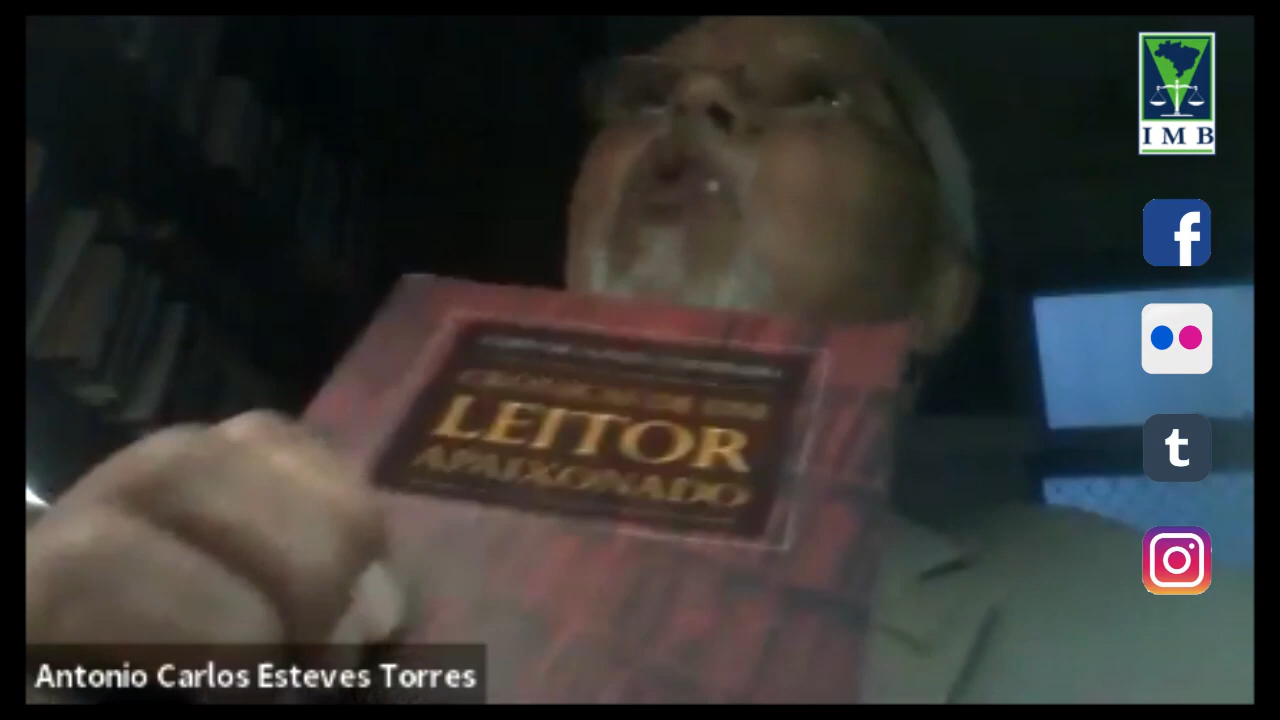 IMB
f
t
LEITOR
APAIXONADO
Antonio Carlos Esteves Torres